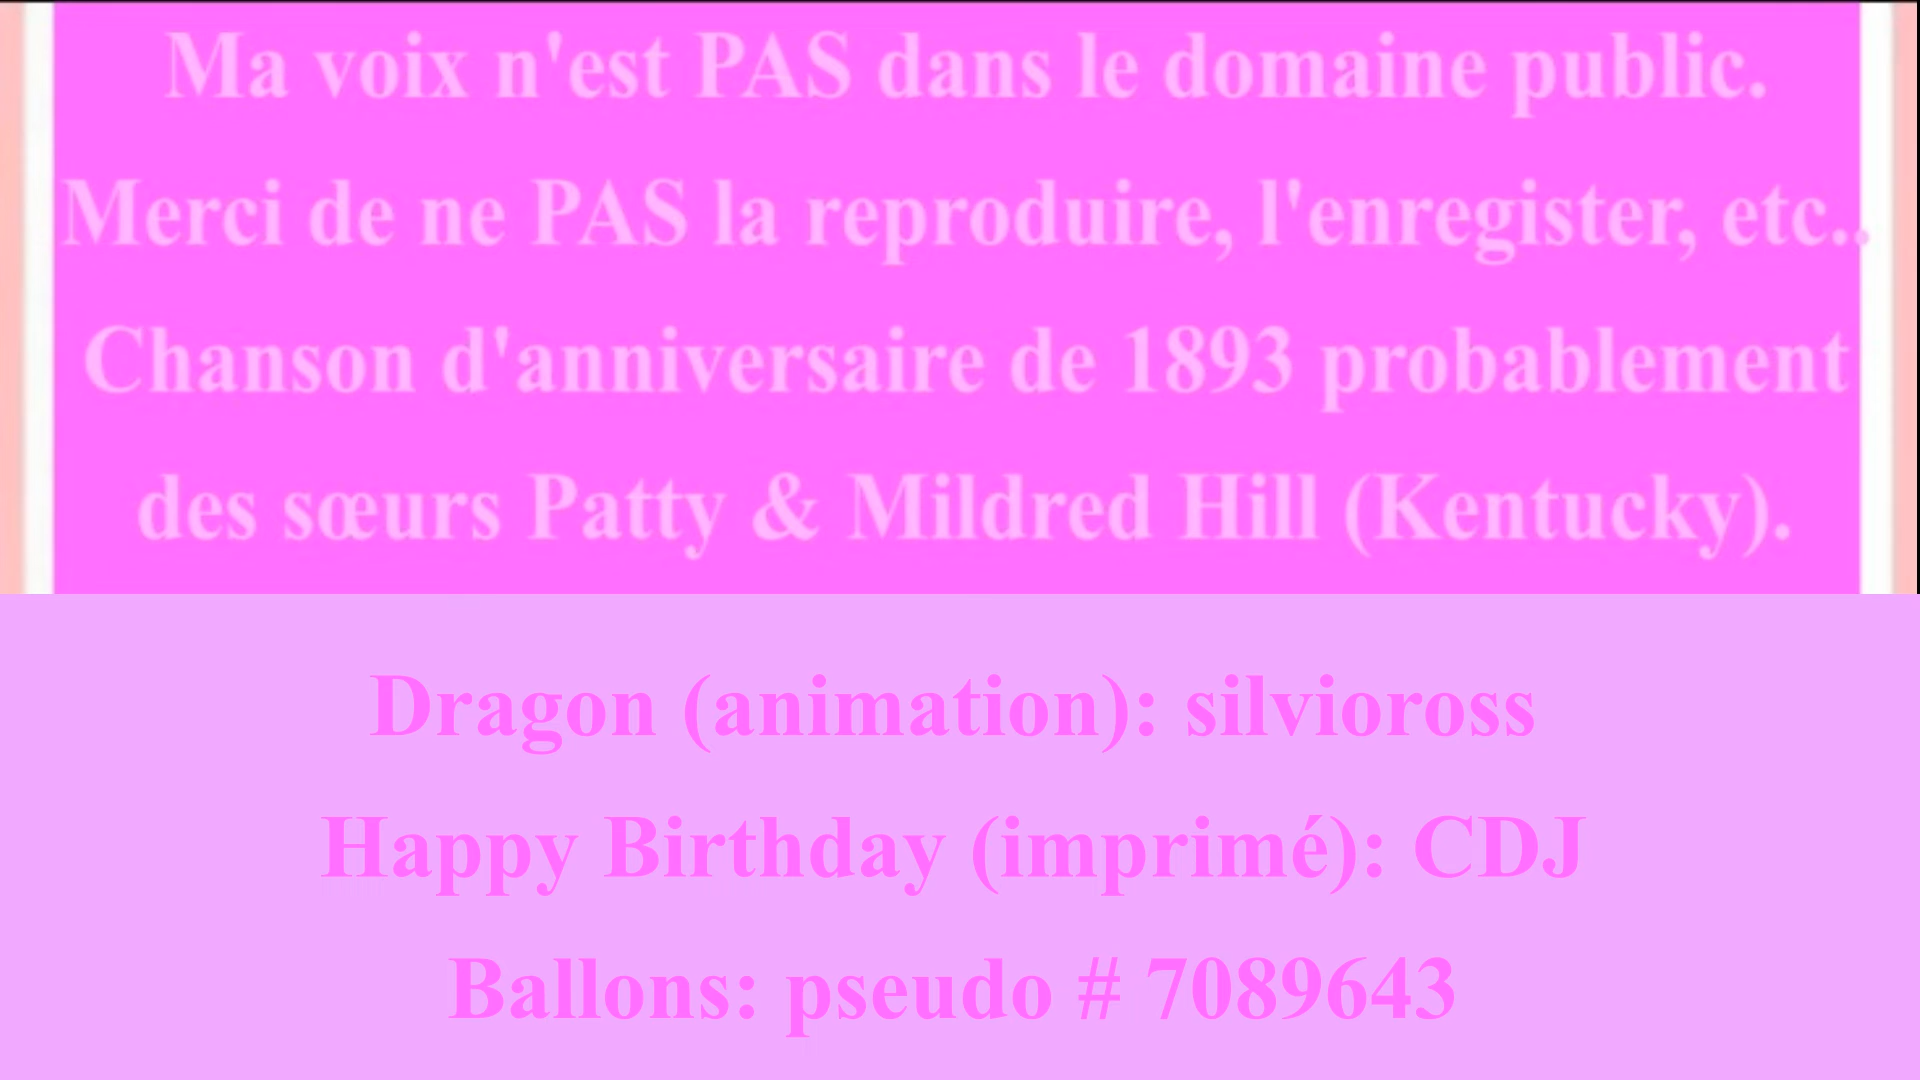 Ma voix n'est PAS dans le domaine public.
Merci de ne PAS la reproduire, l'enregister, etc..
Chanson d'anniversaire de 1893 probablement
des sœurs Patty & Mildred Hill (Kentucky).
Dragon (animation): silvioross
Happy Birthday (imprimé): CDJ
Ballons: pseudo # 7089643